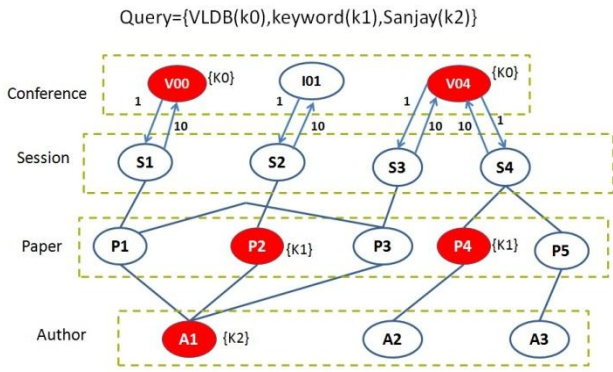 Query={VLDB(k0),keyword(k1),Sanjay(k2)}
Conference V00 {K0} I01 V04 {K0}
1 10 1 10 1 10 10 1
Session S1 S2 S3 S4
Paper P1 P2 {K1} P3 P4 {K1} P5
Author A1 {K2} A2 A3